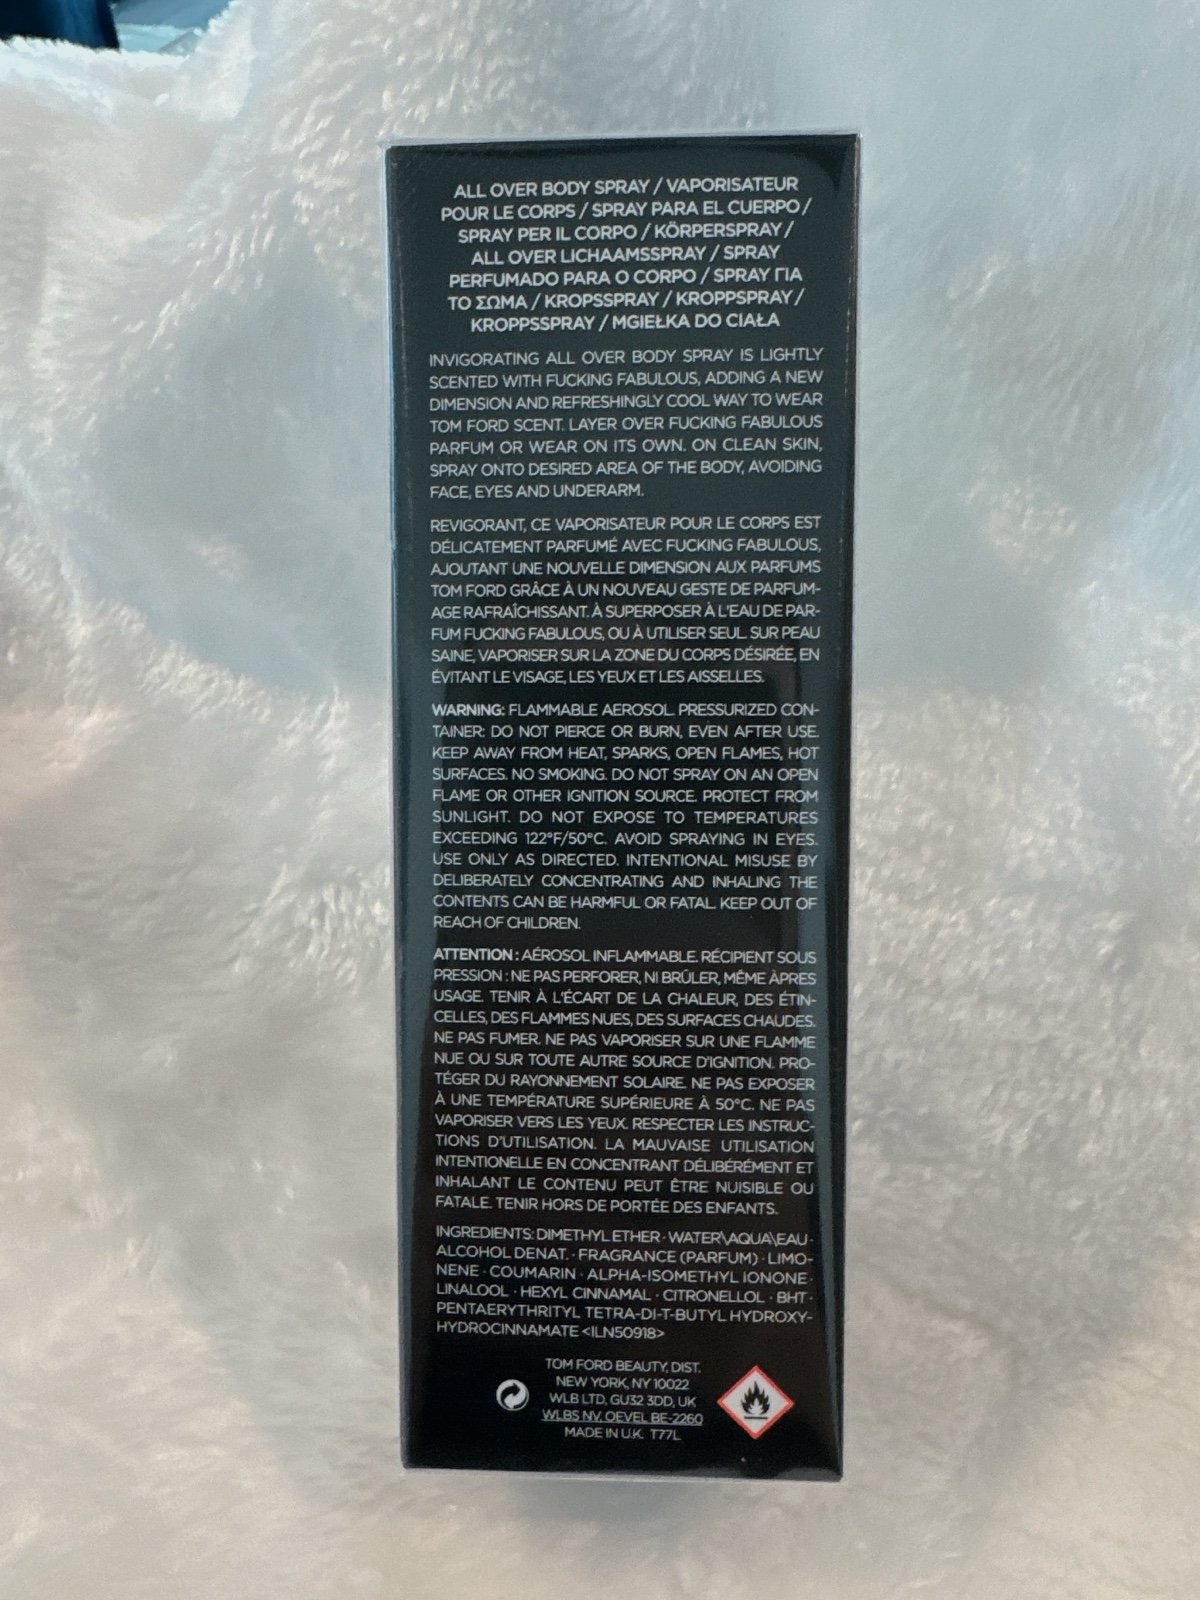 ALL OVER BODY SPRAY / VAPORISATEUR
POUR LE CORPS / SPRAY PARA EL CUERPO /
SPRAY PER IL CORPO / KÖRPERSPRAY /
ALL OVER LICHAAMSSPRAY / SPRAY
PERFUMADO PARA O CORPO / SPRAY ΓΙΑ
ΤΟ ΣΩΜΑ / KROPSSPRAY / KROPPSPRAY /
KROPPSSPRAY / MGIEŁKA DO CIAŁA
INVIGORATING ALL OVER BODY SPRAY IS LIGHTLY
SCENTED WITH FUCKING FABULOUS, ADDING A NEW
DIMENSION AND REFRESHINGLY COOL WAY TO WEAR
TOM FORD SCENT. LAYER OVER FUCKING FABULOUS
PARFUM OR WEAR ON ITS OWN. ON CLEAN SKIN,
SPRAY ONTO DESIRED AREA OF THE BODY, AVOIDING
FACE, EYES AND UNDERARM.
REVIGORANT, CE VAPORISATEUR POUR LE CORPS EST
DÉLICATEMENT PARFUMÉ AVEC FUCKING FABULOUS,
AJOUTANT UNE NOUVELLE DIMENSION AUX PARFUMS
TOM FORD GRÂCE À UN NOUVEAU GESTE DE PARFUM-
AGE RAFRAÎCHISSANT. À SUPERPOSER À L'EAU DE PAR-
FUM FUCKING FABULOUS, OU À UTILISER SEUL. SUR PEAU
SAINE, VAPORISER SUR LA ZONE DU CORPS DÉSIRÉE, EN
ÉVITANT LE VISAGE, LES YEUX ET LES AISSELLES.
WARNING: FLAMMABLE AEROSOL. PRESSURIZED CON-
TAINER: DO NOT PIERCE OR BURN, EVEN AFTER USE.
KEEP AWAY FROM HEAT, SPARKS, OPEN FLAMES, HOT
SURFACES. NO SMOKING. DO NOT SPRAY ON AN OPEN
FLAME OR OTHER IGNITION SOURCE. PROTECT FROM
SUNLIGHT. DO NOT EXPOSE TO TEMPERATURES
EXCEEDING 122°F/50°C. AVOID SPRAYING IN EYES.
USE ONLY AS DIRECTED. INTENTIONAL MISUSE BY
DELIBERATELY CONCENTRATING AND INHALING THE
CONTENTS CAN BE HARMFUL OR FATAL. KEEP OUT OF
REACH OF CHILDREN.
ATTENTION : AÉROSOL INFLAMMABLE. RÉCIPIENT SOUS
PRESSION : NE PAS PERFORER, NI BRÛLER, MÊME ÀPRES
USAGE. TENIR À L'ÉCART DE LA CHALEUR, DES ÉTIN-
CELLES, DES FLAMMES NUES, DES SURFACES CHAUDES.
NE PAS FUMER. NE PAS VAPORISER SUR UNE FLAMME
NUE OU SUR TOUTE AUTRE SOURCE D'IGNITION. PRO-
TÉGER DU RAYONNEMENT SOLAIRE. NE PAS EXPOSER
À UNE TEMPÉRATURE SUPÉRIEURE À 50°C. NE PAS
VAPORISER VERS LES YEUX. RESPECTER LES INSTRUC-
TIONS D'UTILISATION. LA MAUVAISE UTILISATION
INTENTIONELLE EN CONCENTRANT DÉLIBÉRÉMENT ET
INHALANT LE CONTENU PEUT ÊTRE NUISIBLE OU
FATALE. TENIR HORS DE PORTÉE DES ENFANTS.
INGREDIENTS: DIMETHYL ETHER · WATER\AQUA\EAU ·
ALCOHOL DENAT. · FRAGRANCE (PARFUM) · LIMO-
NENE · COUMARIN · ALPHA-ISOMETHYL IONONE ·
LINALOOL · HEXYL CINNAMAL · CITRONELLOL · BHT ·
PENTAERYTHRITYL TETRA-DI-T-BUTYL HYDROXY-
HYDROCINNAMATE <ILN50918>
TOM FORD BEAUTY, DIST.
NEW YORK, NY 10022
WLB LTD, GU32 3DD, UK
WLBS NV. OEVEL BE-2260
MADE IN U.K. T77L